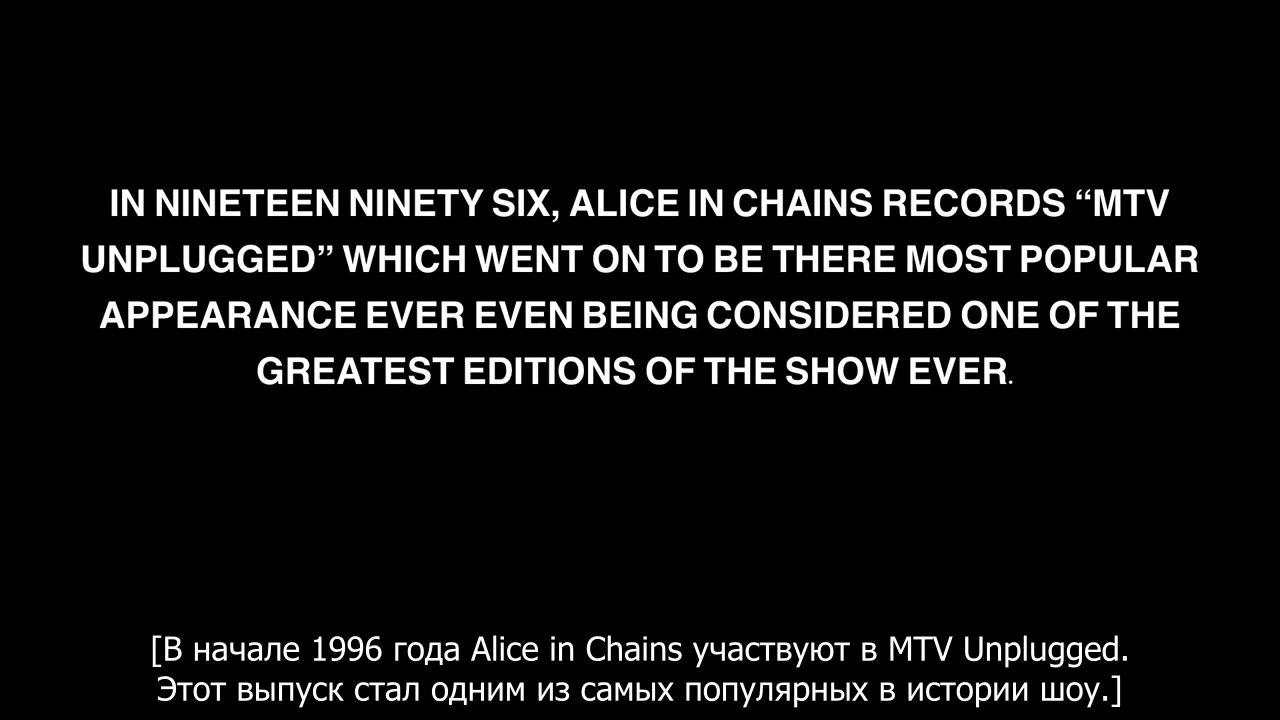 IN NINETEEN NINETY SIX, ALICE IN CHAINS RECORDS “MTV
UNPLUGGED” WHICH WENT ON TO BE THERE MOST POPULAR
APPEARANCE EVER EVEN BEING CONSIDERED ONE OF THE
GREATEST EDITIONS OF THE SHOW EVER.
[В начале 1996 года Alice in Chains участвуют в MTV Unplugged.
Этот выпуск стал одним из самых популярных в истории шоу.]